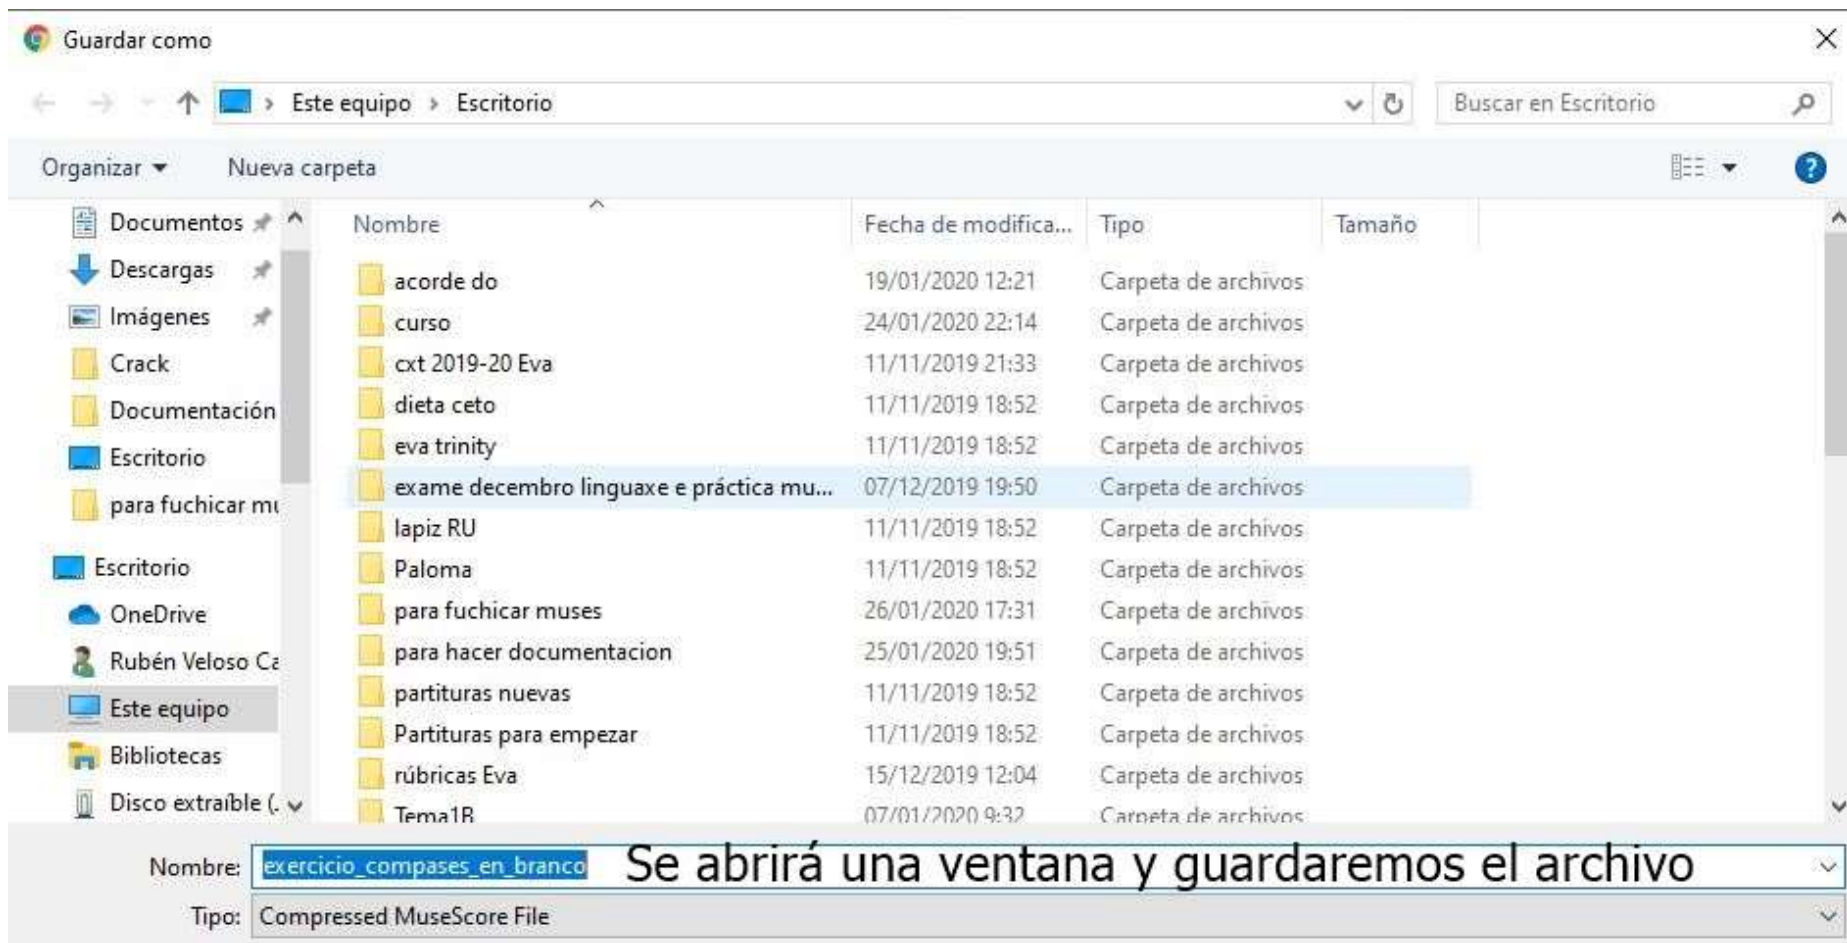 Guardar como
Este equipo > Escritorio
Buscar en Escritorio
Organizar
Nueva carpeta
Documentos
Descargas
Imágenes
Crack
Documentación
Escritorio
para fuchicar mu
Escritorio
OneDrive
Rubén Veloso Ca
Este equipo
Bibliotecas
Disco extraíble (.
Nombre Fecha de modifica... Tipo Tamaño
acorde do 19/01/2020 12:21 Carpeta de archivos
curso 24/01/2020 22:14 Carpeta de archivos
cxt 2019-20 Eva 11/11/2019 21:33 Carpeta de archivos
dieta ceto 11/11/2019 18:52 Carpeta de archivos
eva trinity 11/11/2019 18:52 Carpeta de archivos
exame decembro linguaxe e práctica mu... 07/12/2019 19:50 Carpeta de archivos
lapiz RU 11/11/2019 18:52 Carpeta de archivos
Paloma 11/11/2019 18:52 Carpeta de archivos
para fuchicar muses 26/01/2020 17:31 Carpeta de archivos
para hacer documentacion 25/01/2020 19:51 Carpeta de archivos
partituras nuevas 11/11/2019 18:52 Carpeta de archivos
Partituras para empezar 11/11/2019 18:52 Carpeta de archivos
rúbricas Eva 15/12/2019 12:04 Carpeta de archivos
Tema1B 07/01/2020 9:32 Carpeta de archivos
Nombre: exercicio_compases_en_branco
Se abrirá una ventana y guardaremos el archivo
Tipo: Compressed MuseScore File